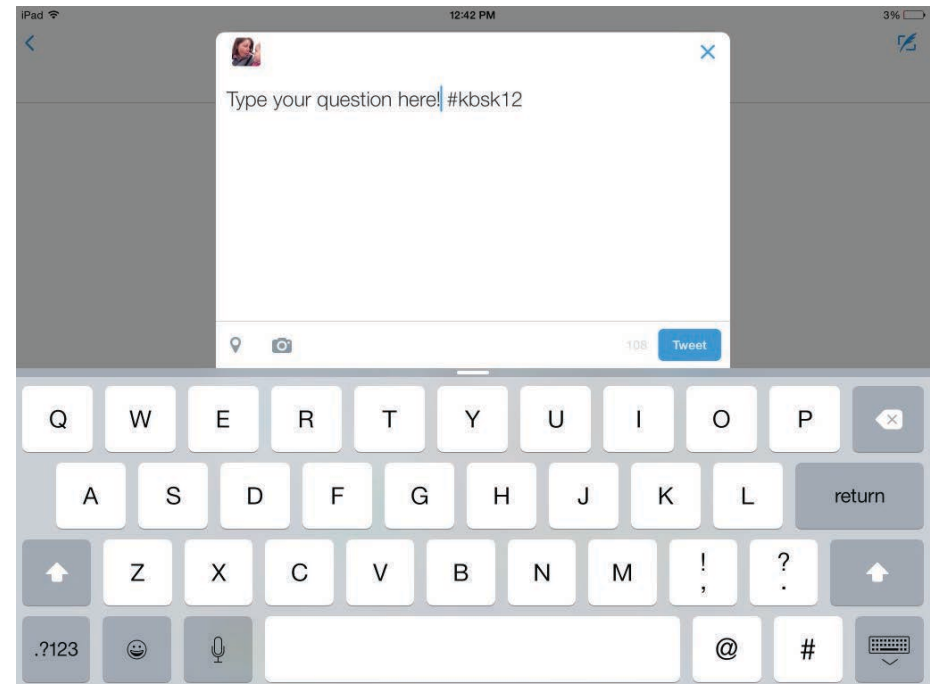 iPad 12:42 PM 3%
Type your question here! #kbsk12
108 Tweet
Q W E R T Y U I O P
A S D F G H J K L return
Z X C V B N M ! , ? .
.?123 @ #